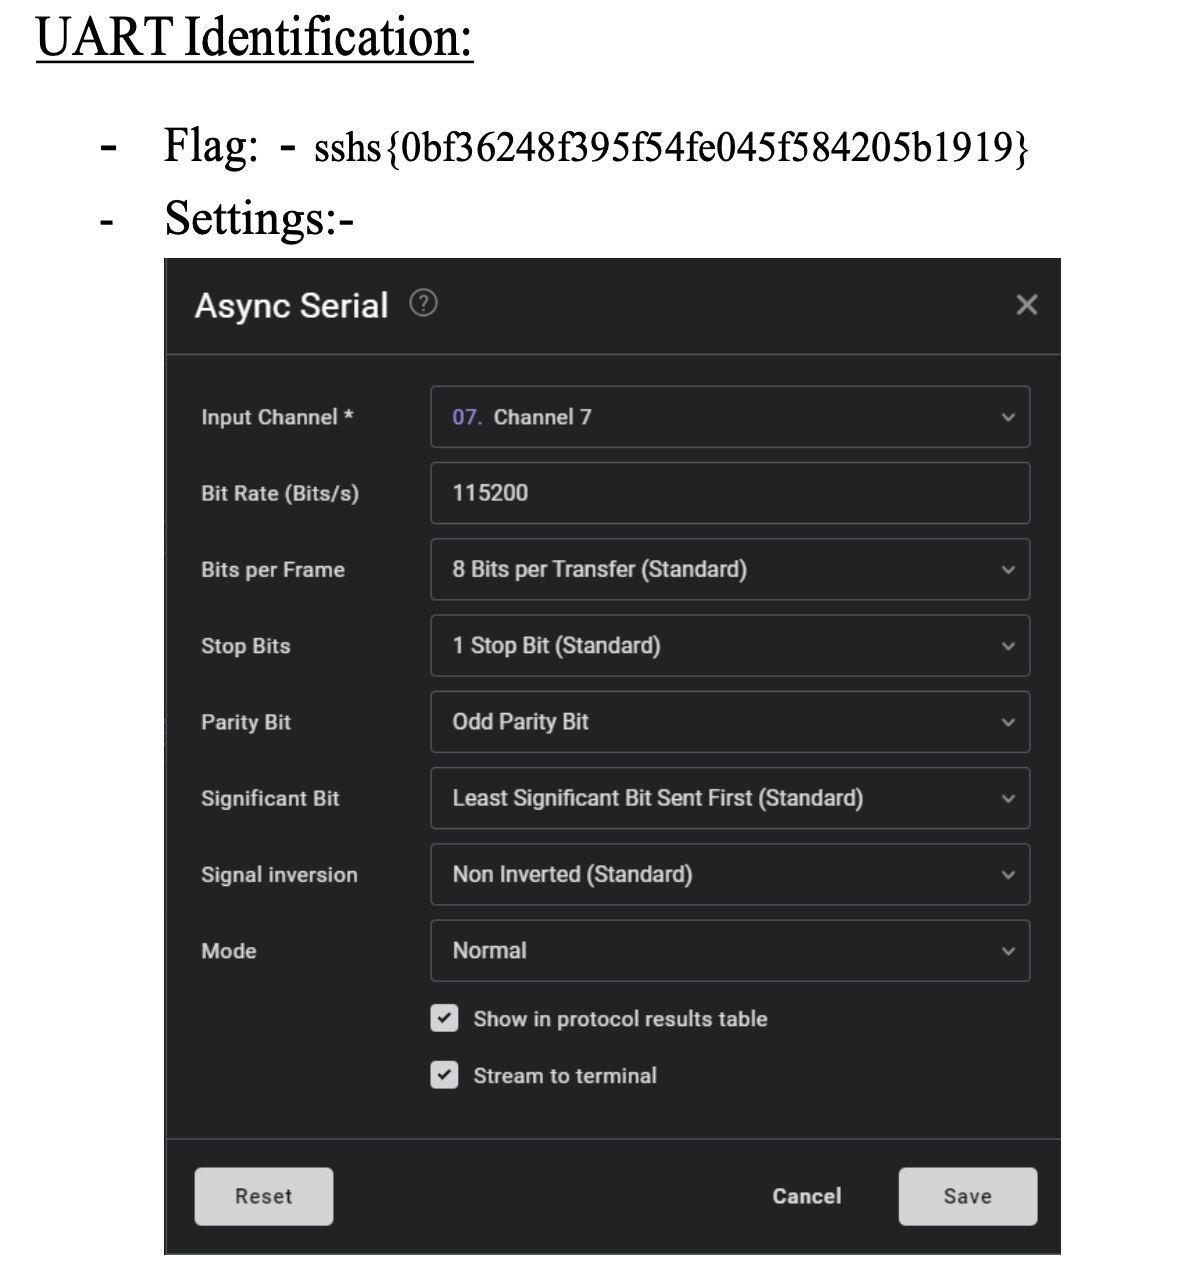 UART Identification:
- Flag: - sshs{0bf36248f395f54fe045f584205b1919}
- Settings:-
Async Serial ?
Input Channel * 07. Channel 7
Bit Rate (Bits/s) 115200
Bits per Frame 8 Bits per Transfer (Standard)
Stop Bits 1 Stop Bit (Standard)
Parity Bit Odd Parity Bit
Significant Bit Least Significant Bit Sent First (Standard)
Signal inversion Non Inverted (Standard)
Mode Normal
Show in protocol results table
Stream to terminal
Reset Cancel Save